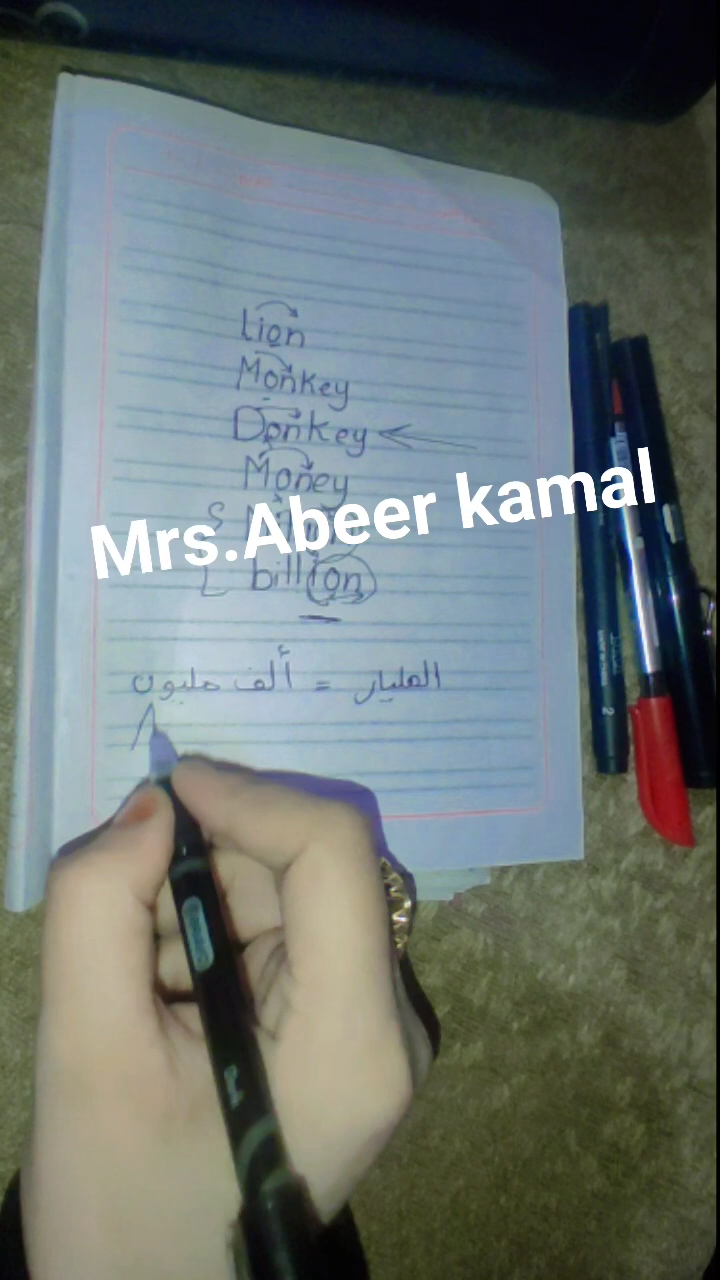 Lion
Monkey
Donkey
Money
Mrs.Abeer kamal
billion
المليار = ألف مليون